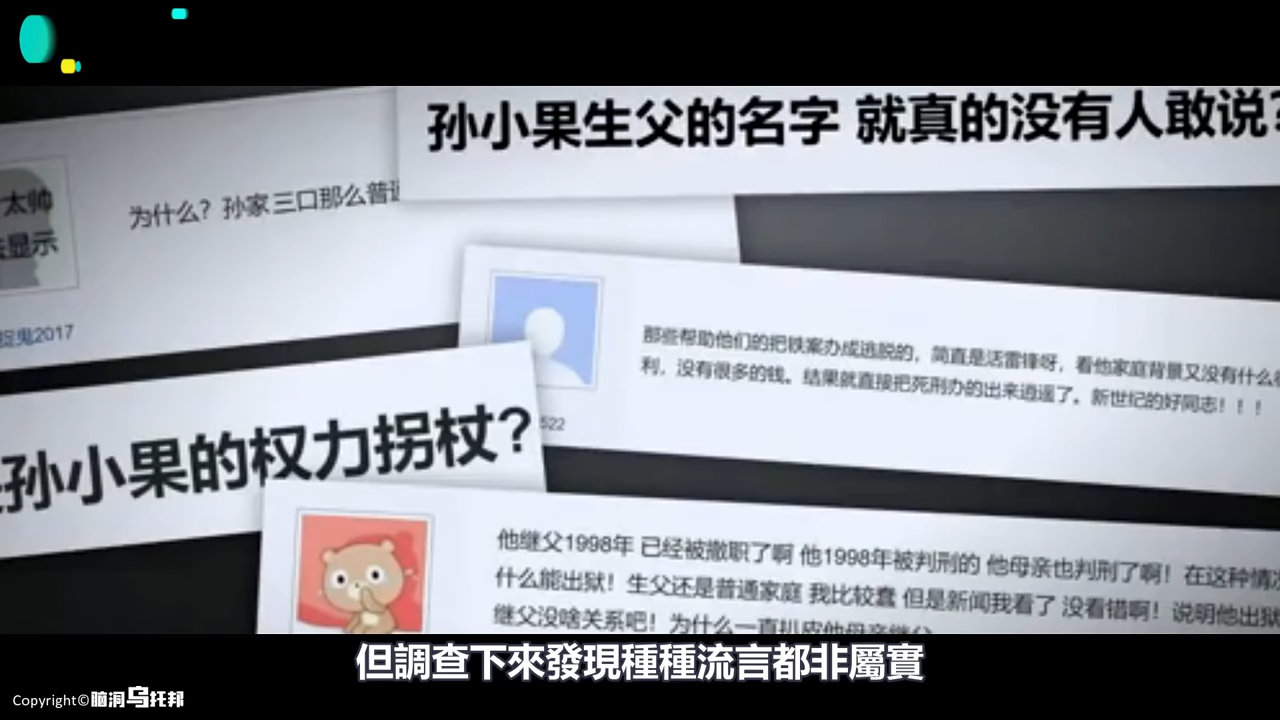 孙小果生父的名字 就真的没有人敢说?
太帅
显示
为什么? 孙家三口那么普
捉鬼2017
那些帮助他们的把铁案办成逃脱的，简直是活雷锋呀，看他家庭背景又没有什么
利，没有很多的钱。结果就直接把死刑办的出来逍遥了。新世纪的好同志！！！
522
孙小果的权力拐杖?
他继父1998年 已经被撤职了啊 他1998年被判刑的 他母亲也判刑了啊！在这种情
什么能出狱！生父还是普通家庭 我比较蠢 但是新闻我看了 没看错啊！说明他出狱
继父没啥关系吧！为什么一直扒皮他母亲继父
但調查下來發現種種流言都非屬實
Copyright©脑洞乌托邦